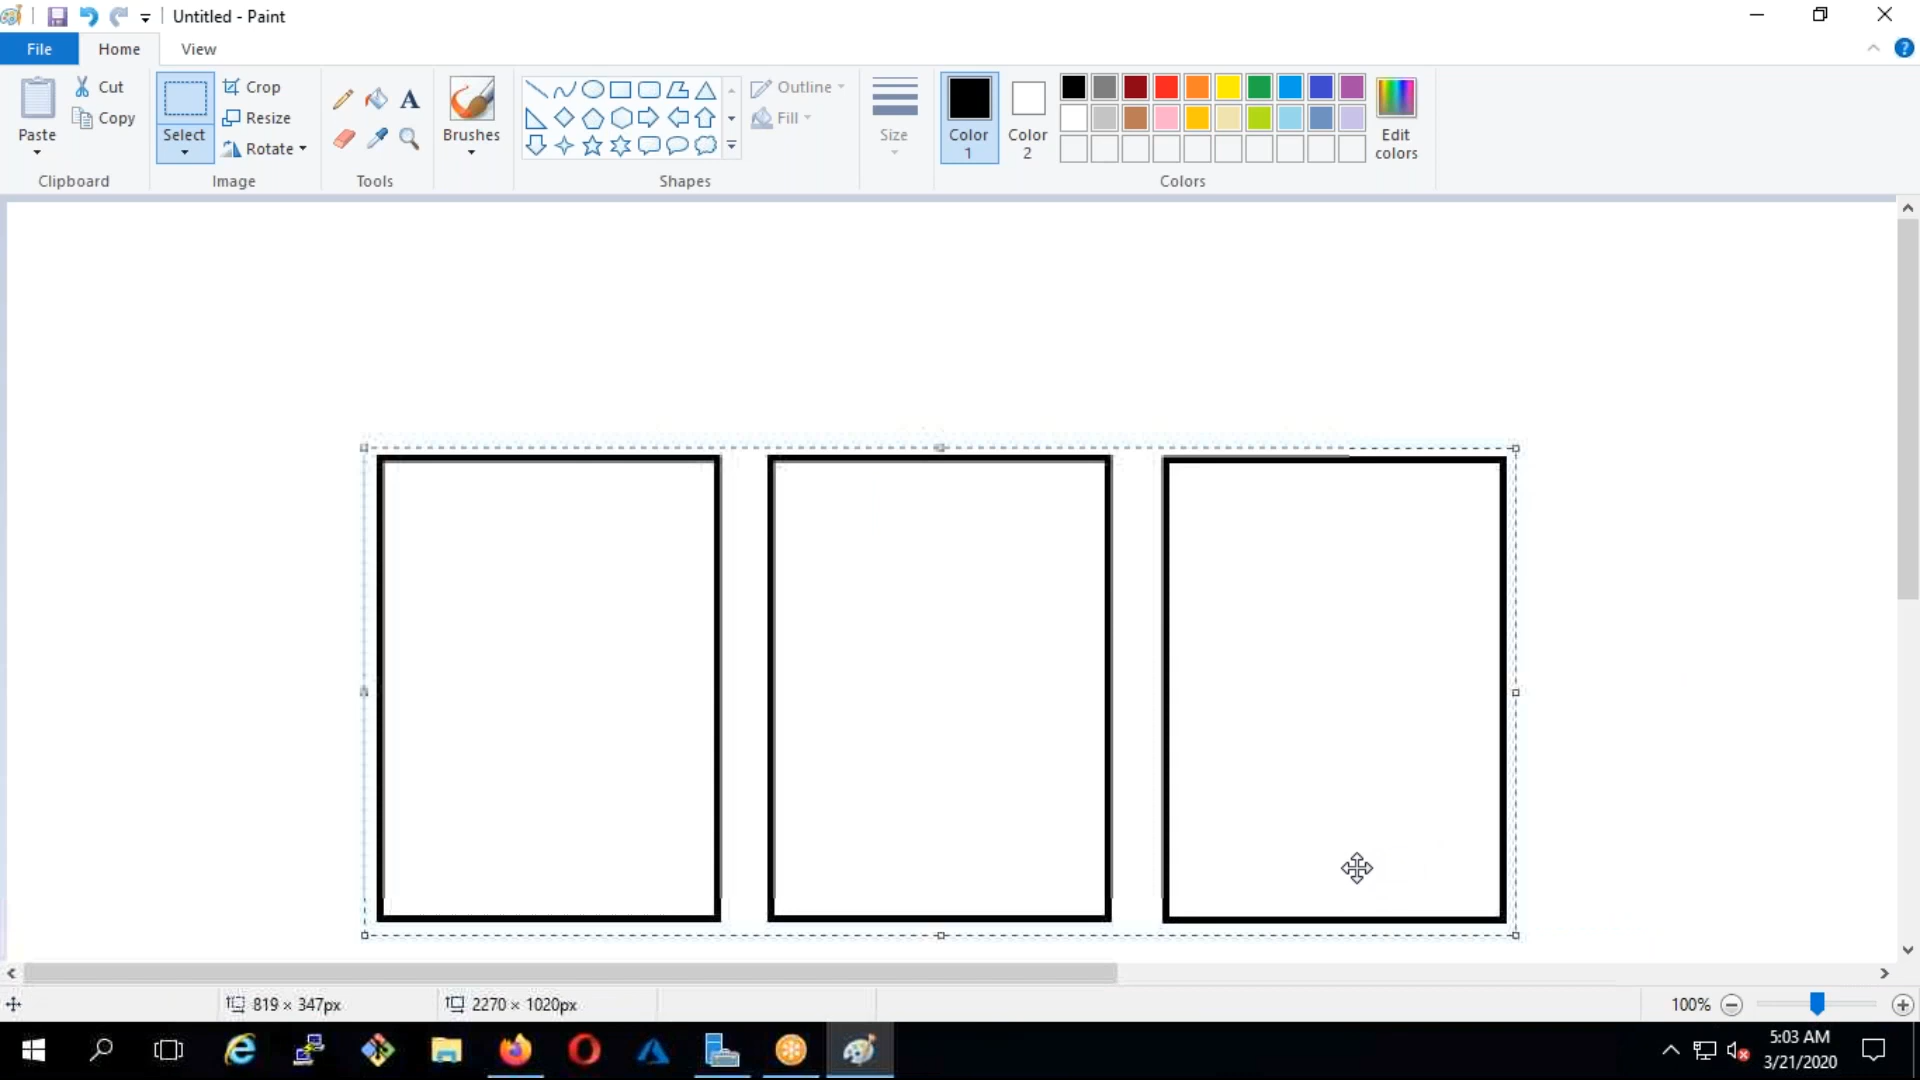 Untitled - Paint
File Home View
Paste
Cut
Copy
Clipboard
Select
Crop
Resize
Rotate
Image
A
Tools
Brushes
Outline
Fill
Shapes
Size
Color
1
Color
2
Edit
colors
Colors
819 × 347px
2270 × 1020px
100%
5:03 AM
3/21/2020